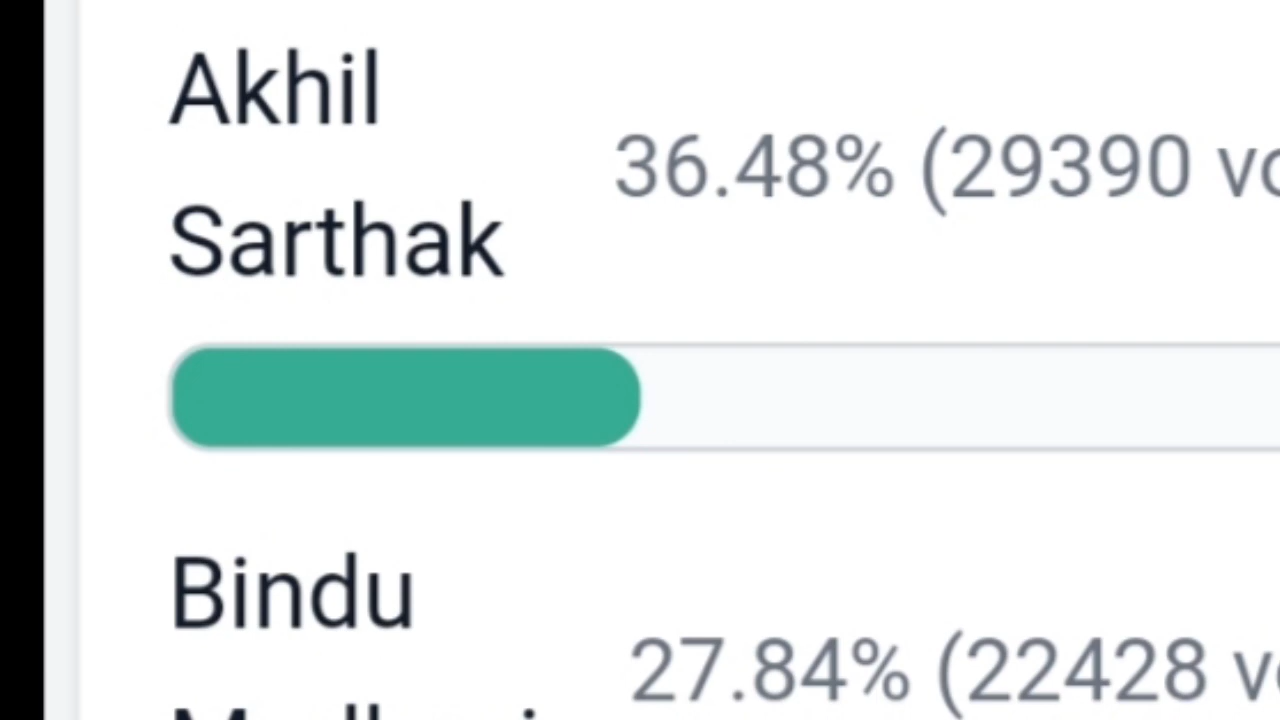 Akhil
Sarthak
36.48% (29390
Bindu
27.84% (22428